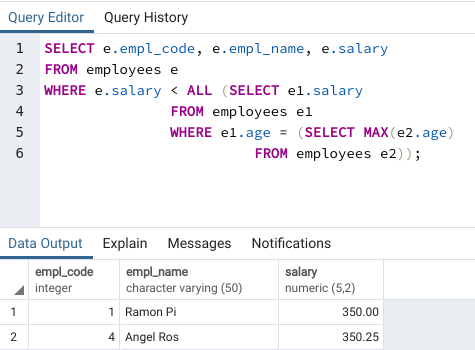 Query Editor Query History
1 SELECT e.empl_code, e.empl_name, e.salary
2 FROM employees e
3 WHERE e.salary < ALL (SELECT e1.salary
4 FROM employees e1
5 WHERE e1.age = (SELECT MAX(e2.age)
6 FROM employees e2));
Data Output Explain Messages Notifications
empl_code empl_name salary
integer character varying (50) numeric (5,2)
1 1 Ramon Pi 350.00
2 4 Angel Ros 350.25